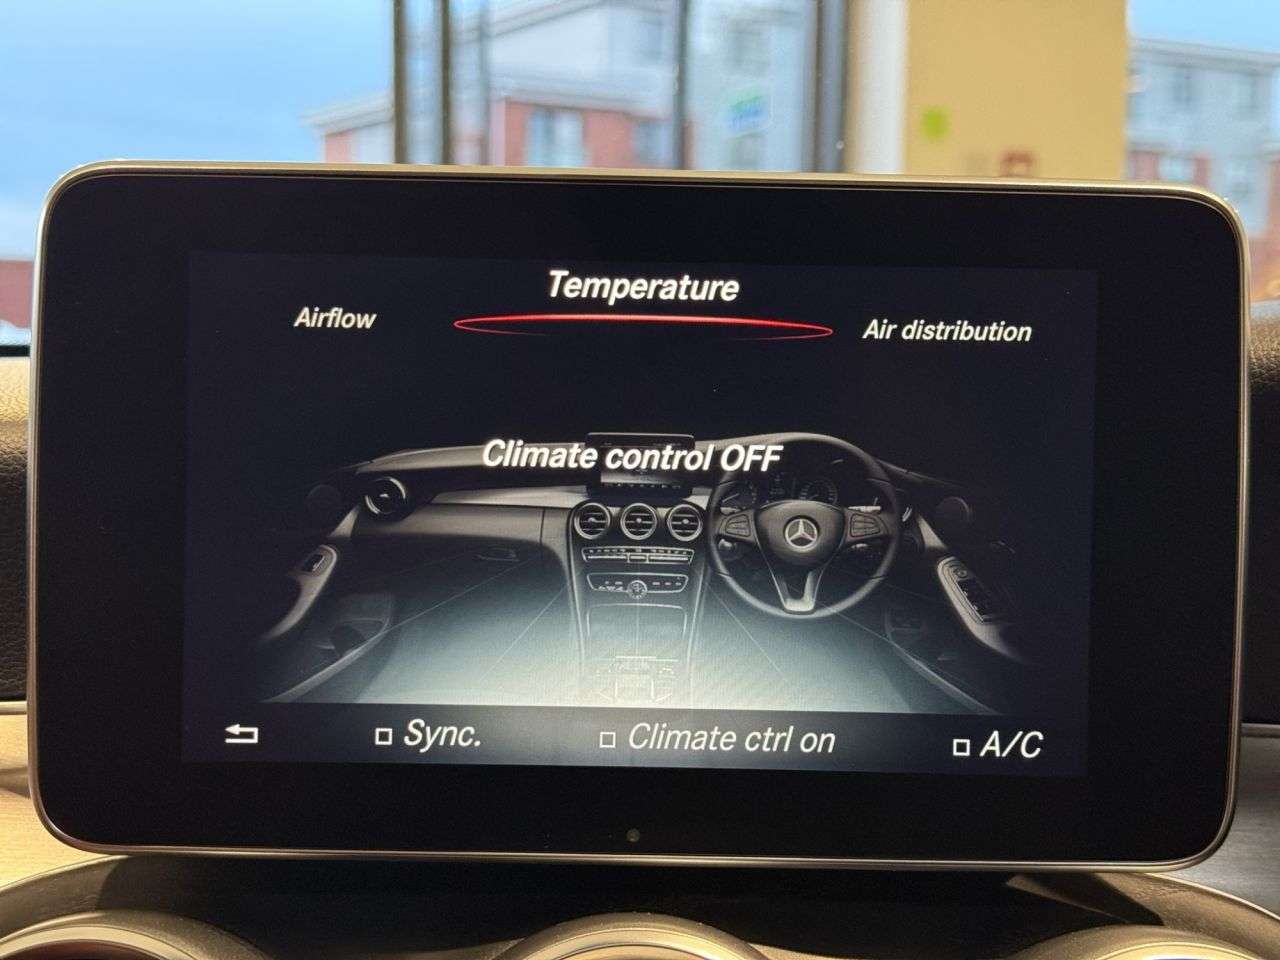 Temperature
Airflow
Air distribution
Climate control OFF
Sync.
Climate ctrl on
A/C